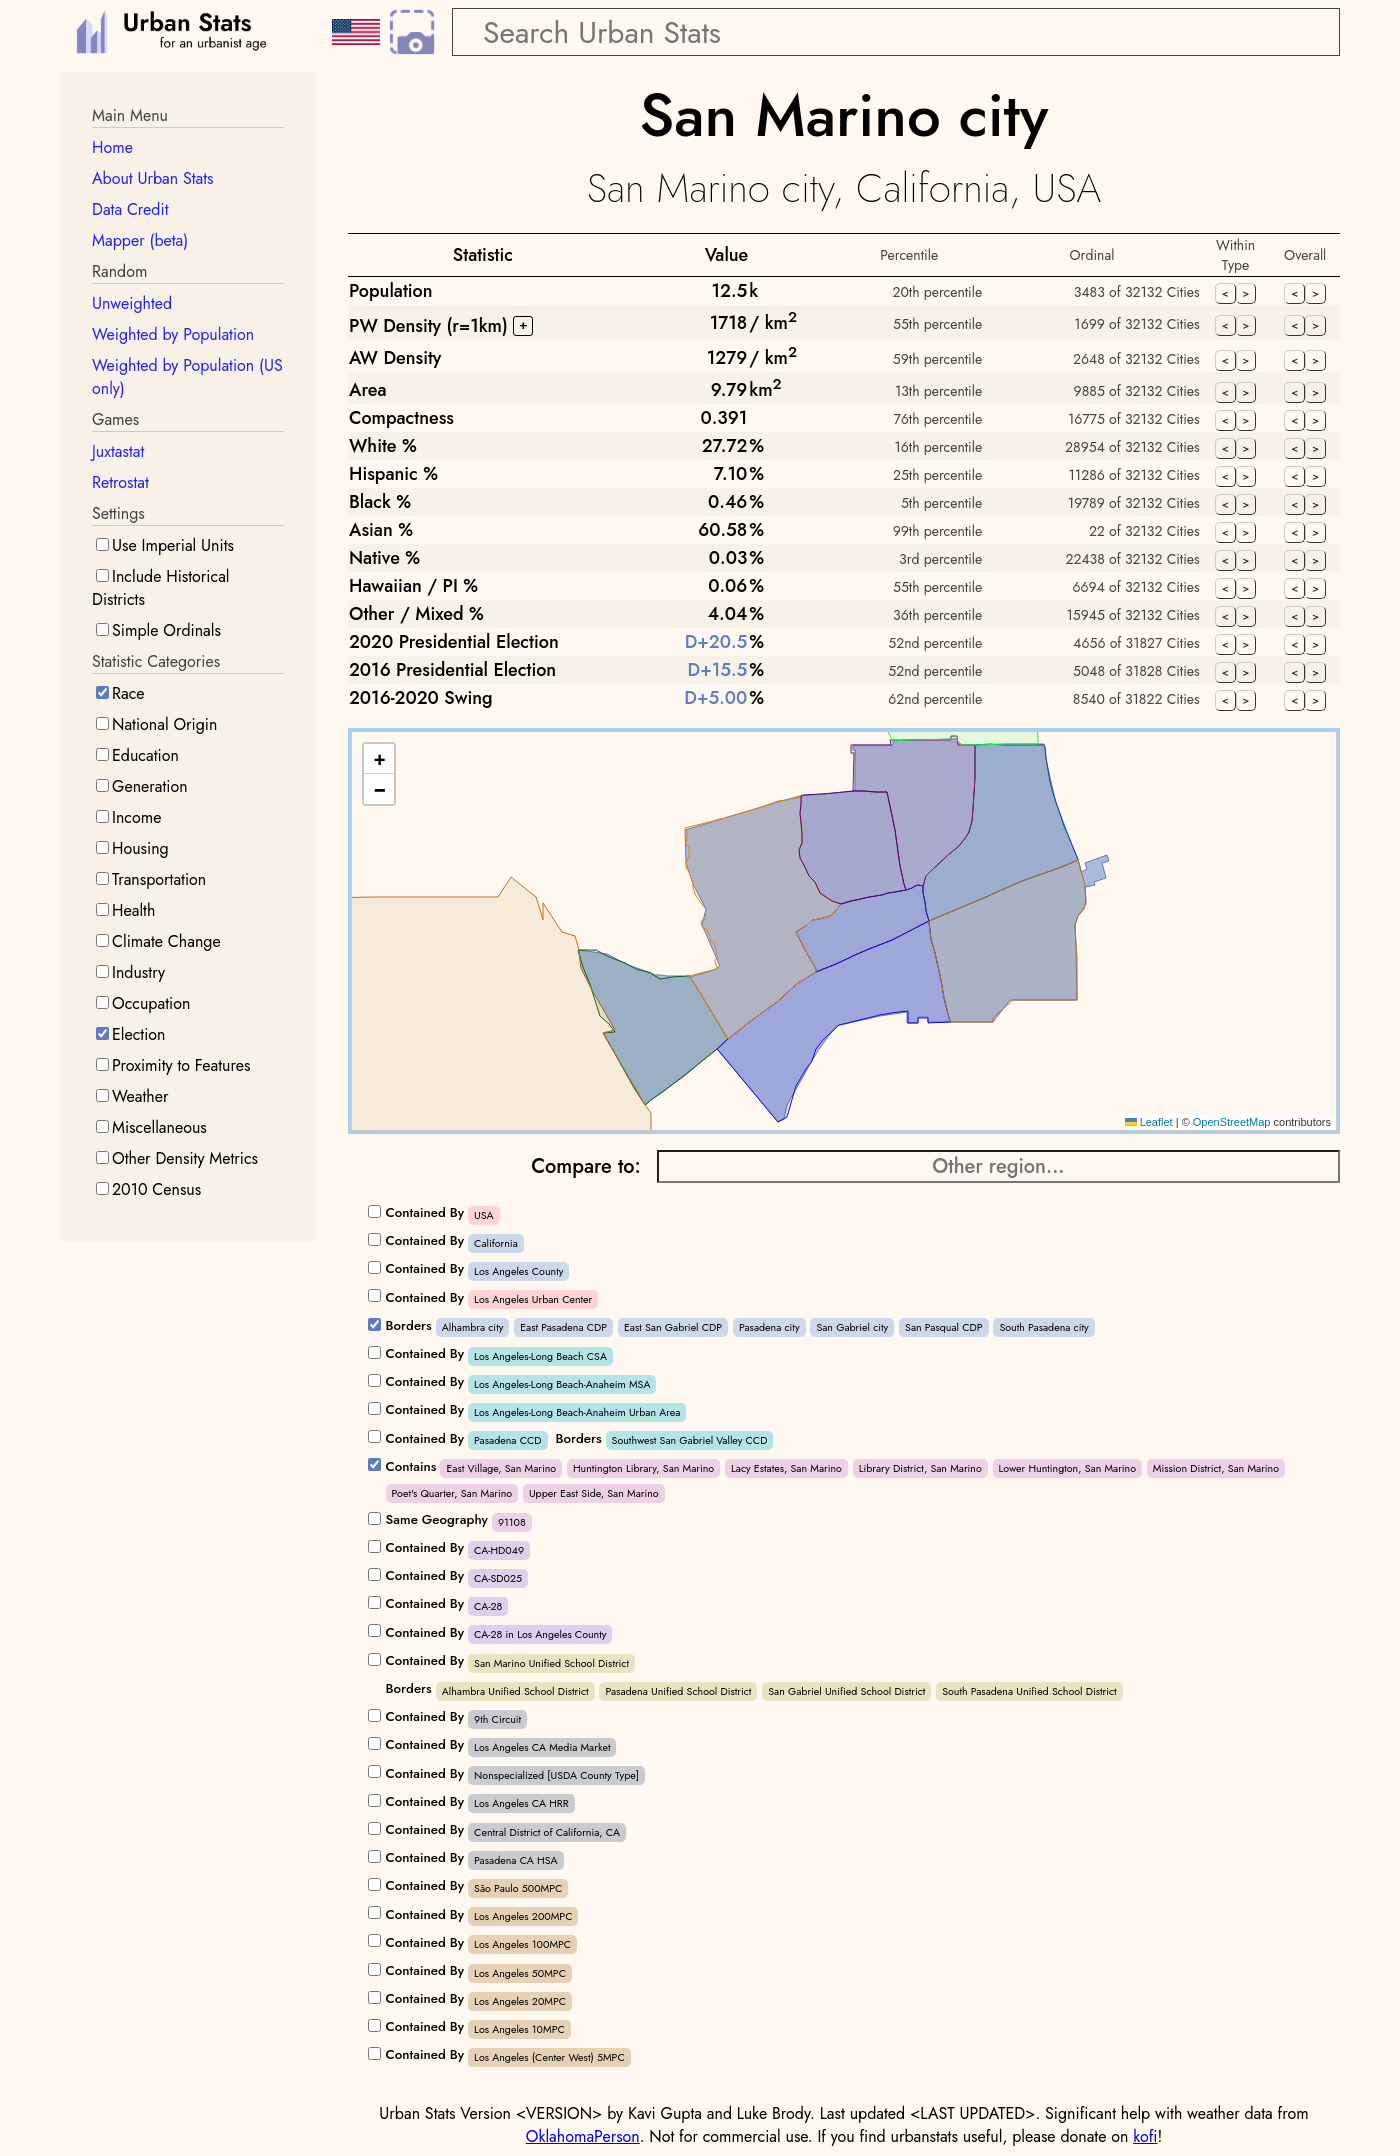 Urban Stats
for an urbanist age
Search Urban Stats
Main Menu
Home
About Urban Stats
Data Credit
Mapper (beta)
Random
Unweighted
Weighted by Population
Weighted by Population (US
only)
Games
Juxtastat
Retrostat
Settings
Use Imperial Units
Include Historical
Districts
Simple Ordinals
Statistic Categories
Race
National Origin
Education
Generation
Income
Housing
Transportation
Health
Climate Change
Industry
Occupation
Election
Proximity to Features
Weather
Miscellaneous
Other Density Metrics
2010 Census
San Marino city
San Marino city, California, USA
Statistic Value Percentile Ordinal Within Type Overall
Population 12.5k 20th percentile 3483 of 32132 Cities < > < >
PW Density (r=1km) + 1718 / km² 55th percentile 1699 of 32132 Cities < > < >
AW Density 1279 / km² 59th percentile 2648 of 32132 Cities < > < >
Area 9.79 km² 13th percentile 9885 of 32132 Cities < > < >
Compactness 0.391 76th percentile 16775 of 32132 Cities < > < >
White % 27.72% 16th percentile 28954 of 32132 Cities < > < >
Hispanic % 7.10% 25th percentile 11286 of 32132 Cities < > < >
Black % 0.46% 5th percentile 19789 of 32132 Cities < > < >
Asian % 60.58% 99th percentile 22 of 32132 Cities < > < >
Native % 0.03% 3rd percentile 22438 of 32132 Cities < > < >
Hawaiian / PI % 0.06% 55th percentile 6694 of 32132 Cities < > < >
Other / Mixed % 4.04% 36th percentile 15945 of 32132 Cities < > < >
2020 Presidential Election D+20.5% 52nd percentile 4656 of 31827 Cities < > < >
2016 Presidential Election D+15.5% 52nd percentile 5048 of 31828 Cities < > < >
2016-2020 Swing D+5.00% 62nd percentile 8540 of 31822 Cities < > < >
+
−
Leaflet | © OpenStreetMap contributors
Compare to: Other region...
Contained By USA
Contained By California
Contained By Los Angeles County
Contained By Los Angeles Urban Center
Borders Alhambra city East Pasadena CDP East San Gabriel CDP Pasadena city San Gabriel city San Pasqual CDP South Pasadena city
Contained By Los Angeles-Long Beach CSA
Contained By Los Angeles-Long Beach-Anaheim MSA
Contained By Los Angeles-Long Beach-Anaheim Urban Area
Contained By Pasadena CCD Borders Southwest San Gabriel Valley CCD
Contains East Village, San Marino Huntington Library, San Marino Lacy Estates, San Marino Library District, San Marino Lower Huntington, San Marino Mission District, San Marino
Poet's Quarter, San Marino Upper East Side, San Marino
Same Geography 91108
Contained By CA-HD049
Contained By CA-SD025
Contained By CA-28
Contained By CA-28 in Los Angeles County
Contained By San Marino Unified School District
Borders Alhambra Unified School District Pasadena Unified School District San Gabriel Unified School District South Pasadena Unified School District
Contained By 9th Circuit
Contained By Los Angeles CA Media Market
Contained By Nonspecialized [USDA County Type]
Contained By Los Angeles CA HRR
Contained By Central District of California, CA
Contained By Pasadena CA HSA
Contained By São Paulo 500MPC
Contained By Los Angeles 200MPC
Contained By Los Angeles 100MPC
Contained By Los Angeles 50MPC
Contained By Los Angeles 20MPC
Contained By Los Angeles 10MPC
Contained By Los Angeles (Center West) 5MPC
Urban Stats Version <VERSION> by Kavi Gupta and Luke Brody. Last updated <LAST UPDATED>. Significant help with weather data from
OklahomaPerson. Not for commercial use. If you find urbanstats useful, please donate on kofi!